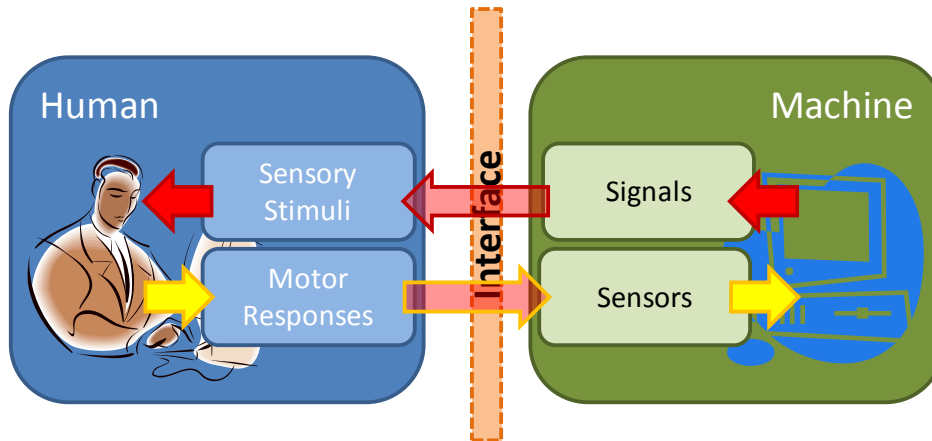 Human
Machine
Sensory
Stimuli
Interface
Signals
Motor
Responses
Sensors